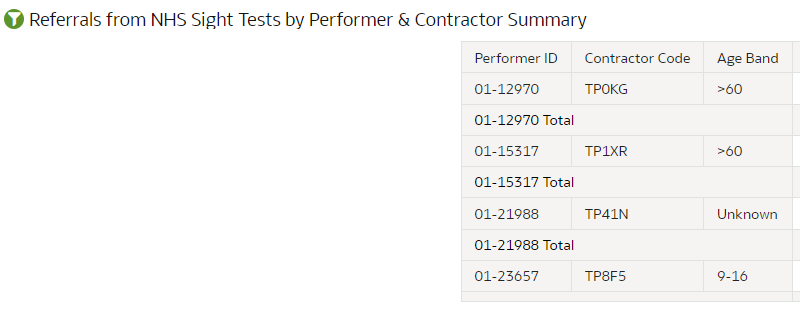 Referrals from NHS Sight Tests by Performer & Contractor Summary
Performer ID Contractor Code Age Band
01-12970 TP0KG >60
01-12970 Total
01-15317 TP1XR >60
01-15317 Total
01-21988 TP41N Unknown
01-21988 Total
01-23657 TP8F5 9-16